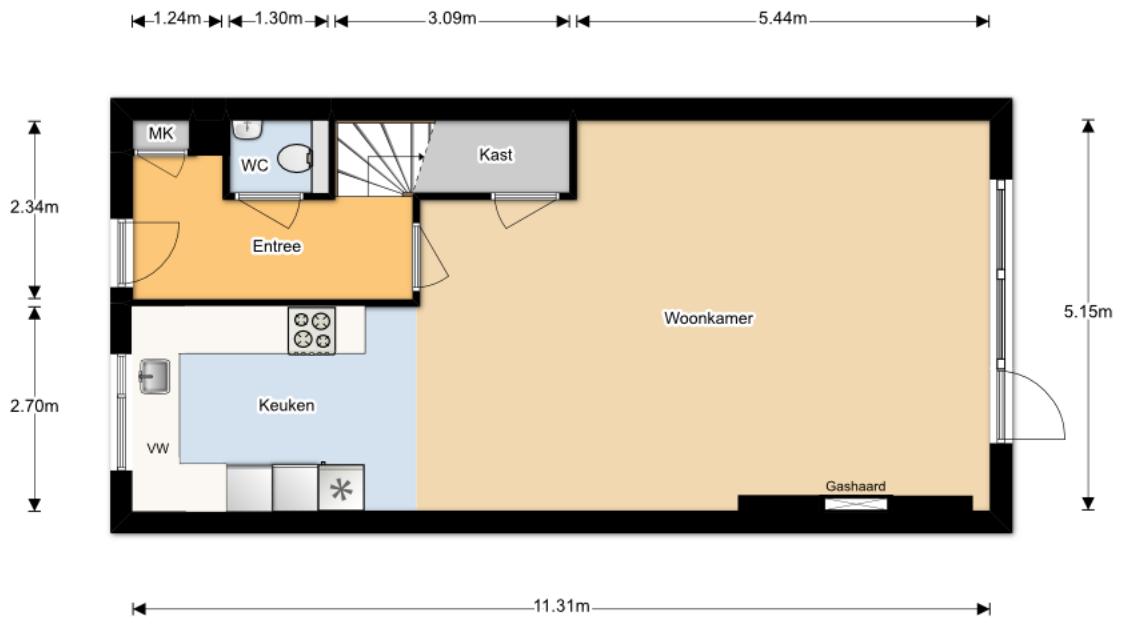 1.24m
1.30m
3.09m
5.44m
MK
WC
Kast
2.34m
Entree
Woonkamer
5.15m
2.70m
Keuken
VW
Gashaard
11.31m